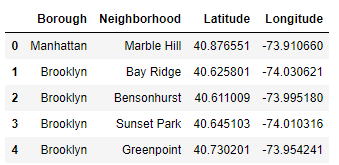 Borough Neighborhood Latitude Longitude
0 Manhattan Marble Hill 40.876551 -73.910660
1 Brooklyn Bay Ridge 40.625801 -74.030621
2 Brooklyn Bensonhurst 40.611009 -73.995180
3 Brooklyn Sunset Park 40.645103 -74.010316
4 Brooklyn Greenpoint 40.730201 -73.954241